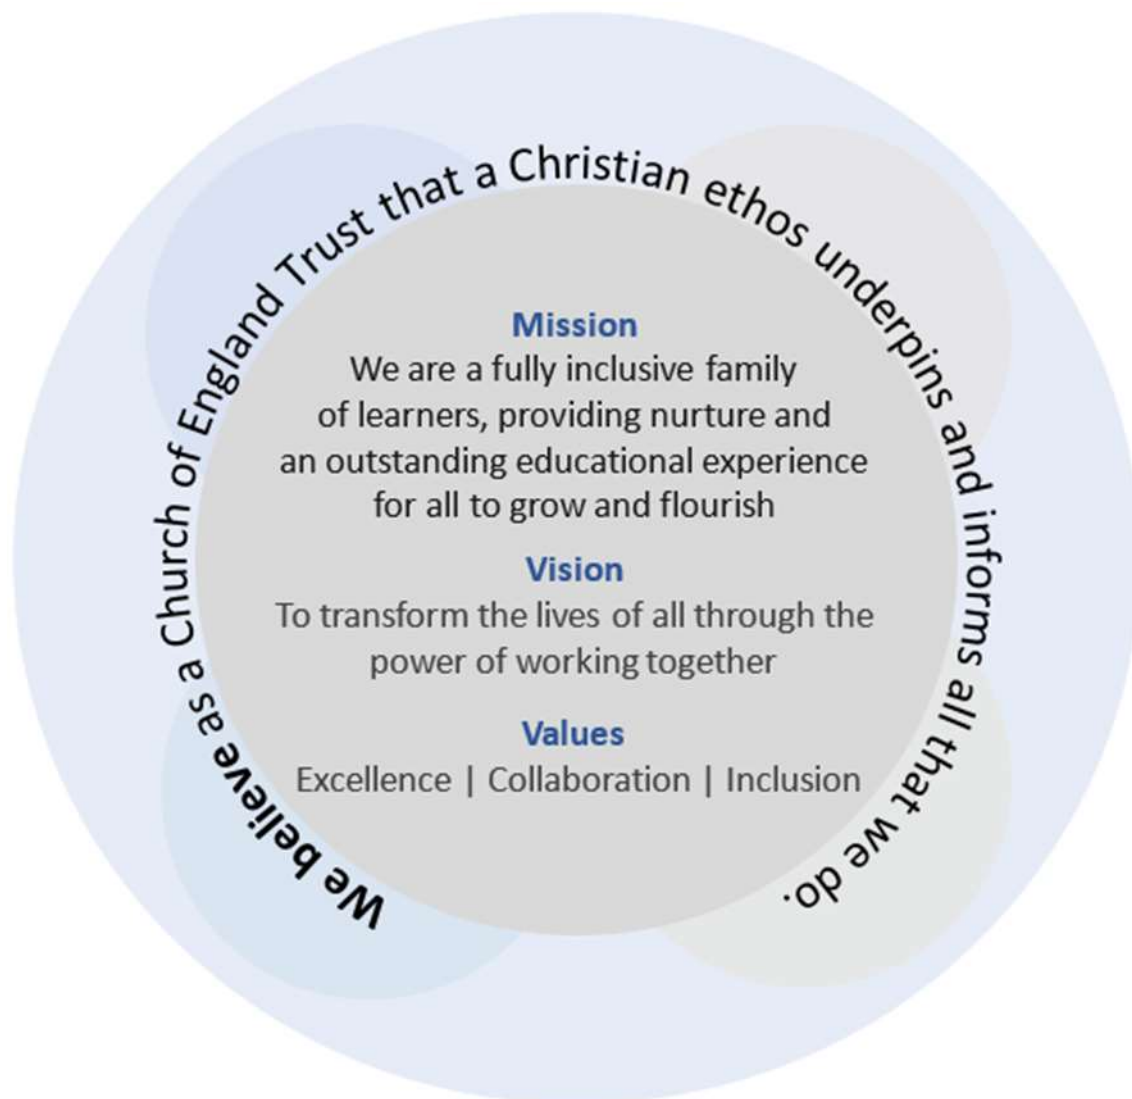 We believe as a Church of England Trust that a Christian ethos underpins and informs all that we do.
Mission
We are a fully inclusive family
of learners, providing nurture and
an outstanding educational experience
for all to grow and flourish
Vision
To transform the lives of all through the
power of working together
Values
Excellence | Collaboration | Inclusion